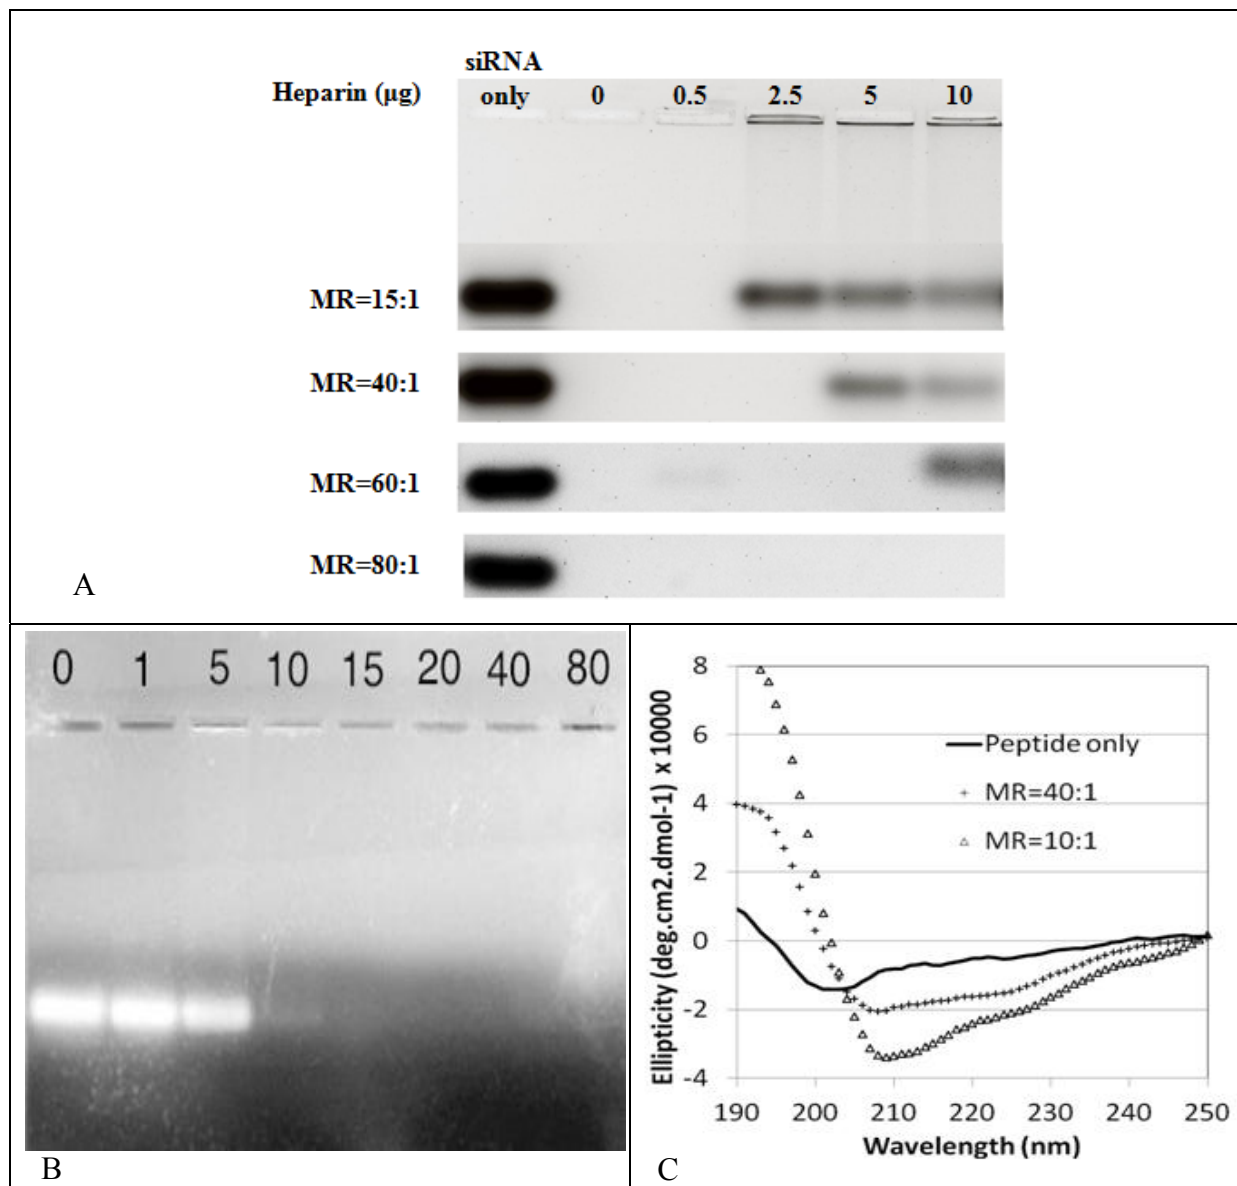 siRNA
Heparin (µg) only 0 0.5 2.5 5 10
MR=15:1
MR=40:1
MR=60:1
MR=80:1
A
0 1 5 10 15 20 40 80
B
Ellipticity (deg.cm2.dmol-1) x 10000
8
6
4
2
0
-2
-4
Peptide only
MR=40:1
MR=10:1
190 200 210 220 230 240 250
Wavelength (nm)
C